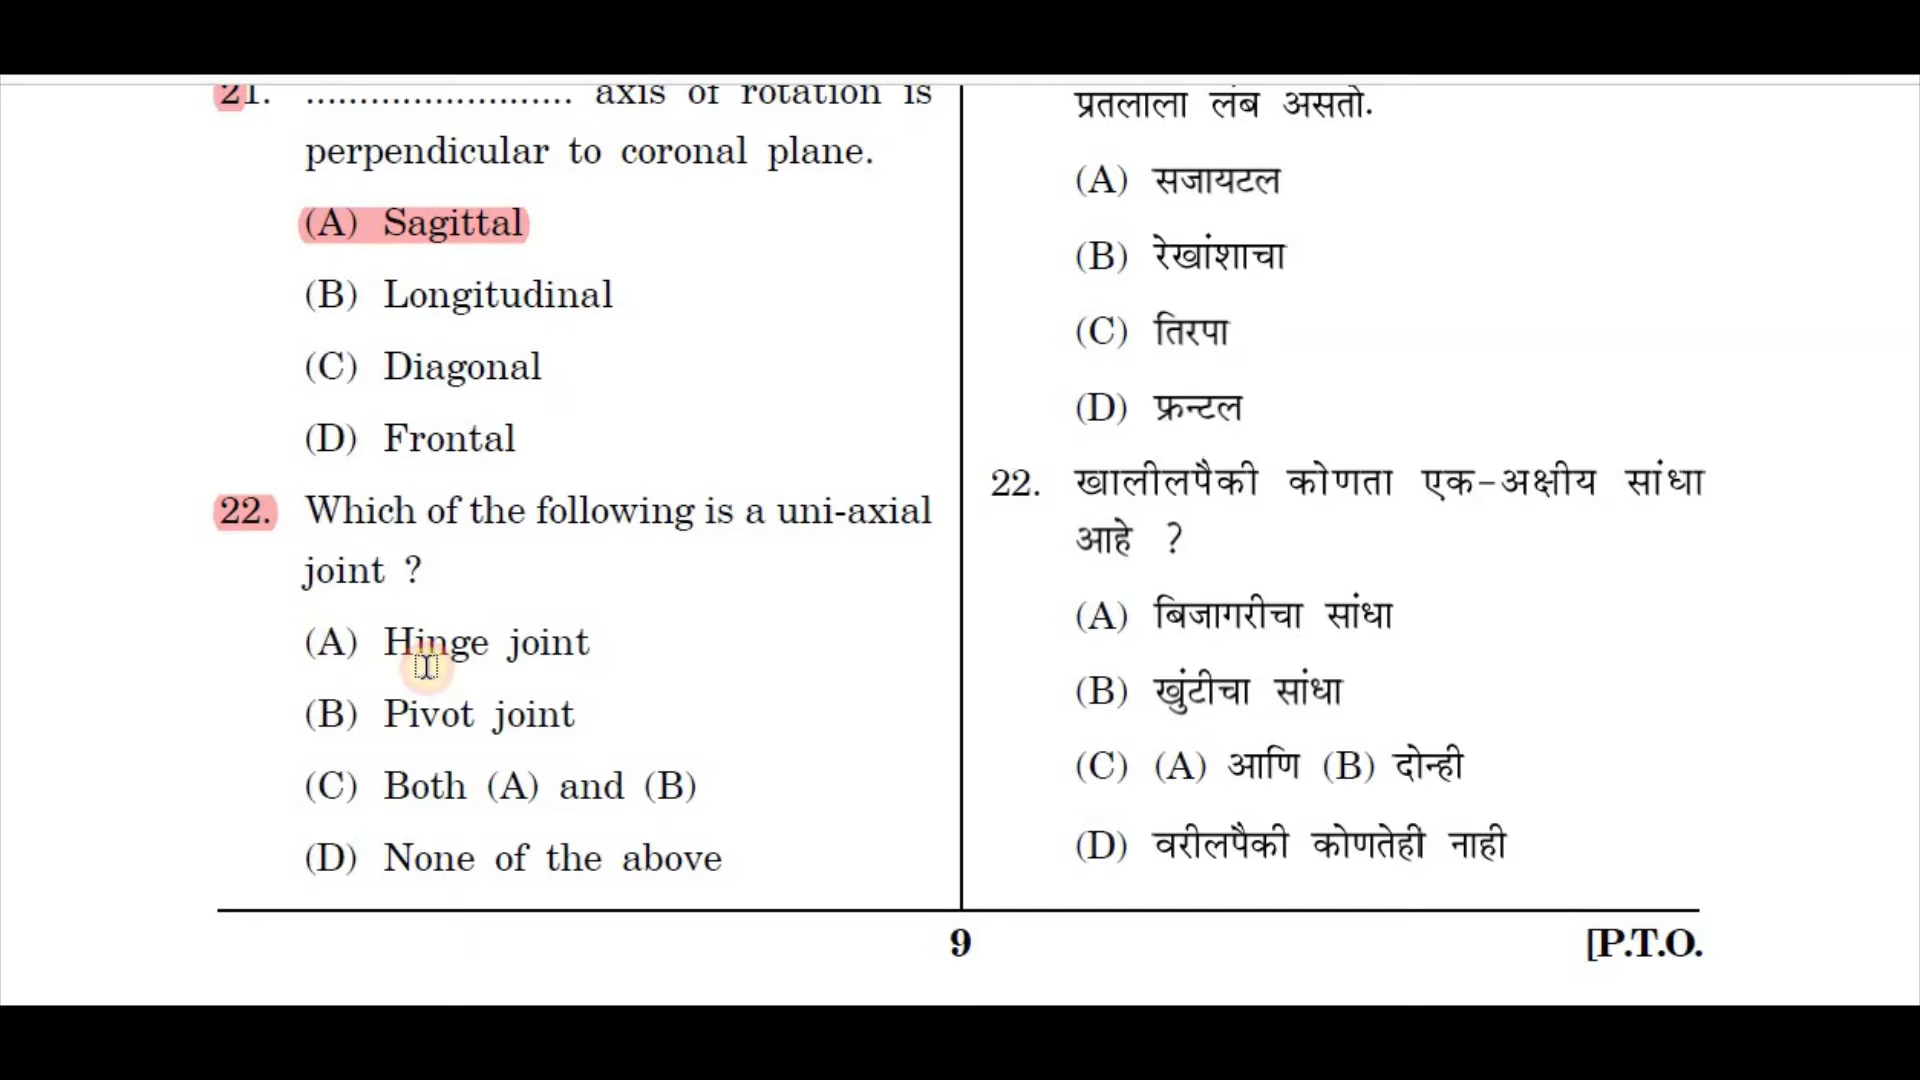 21. ......................... axis of rotation is
perpendicular to coronal plane.
(A) Sagittal
(B) Longitudinal
(C) Diagonal
(D) Frontal
22. Which of the following is a uni-axial
joint ?
(A) Hinge joint
(B) Pivot joint
(C) Both (A) and (B)
(D) None of the above
प्रतलाला लंब असतो.
(A) सजायटल
(B) रेखांशाचा
(C) तिरपा
(D) फ्रन्टल
22. खालीलपैकी कोणता एक-अक्षीय सांधा
आहे ?
(A) बिजागरीचा सांधा
(B) खुंटीचा सांधा
(C) (A) आणि (B) दोन्ही
(D) वरीलपैकी कोणतेही नाही
9
[P.T.O.